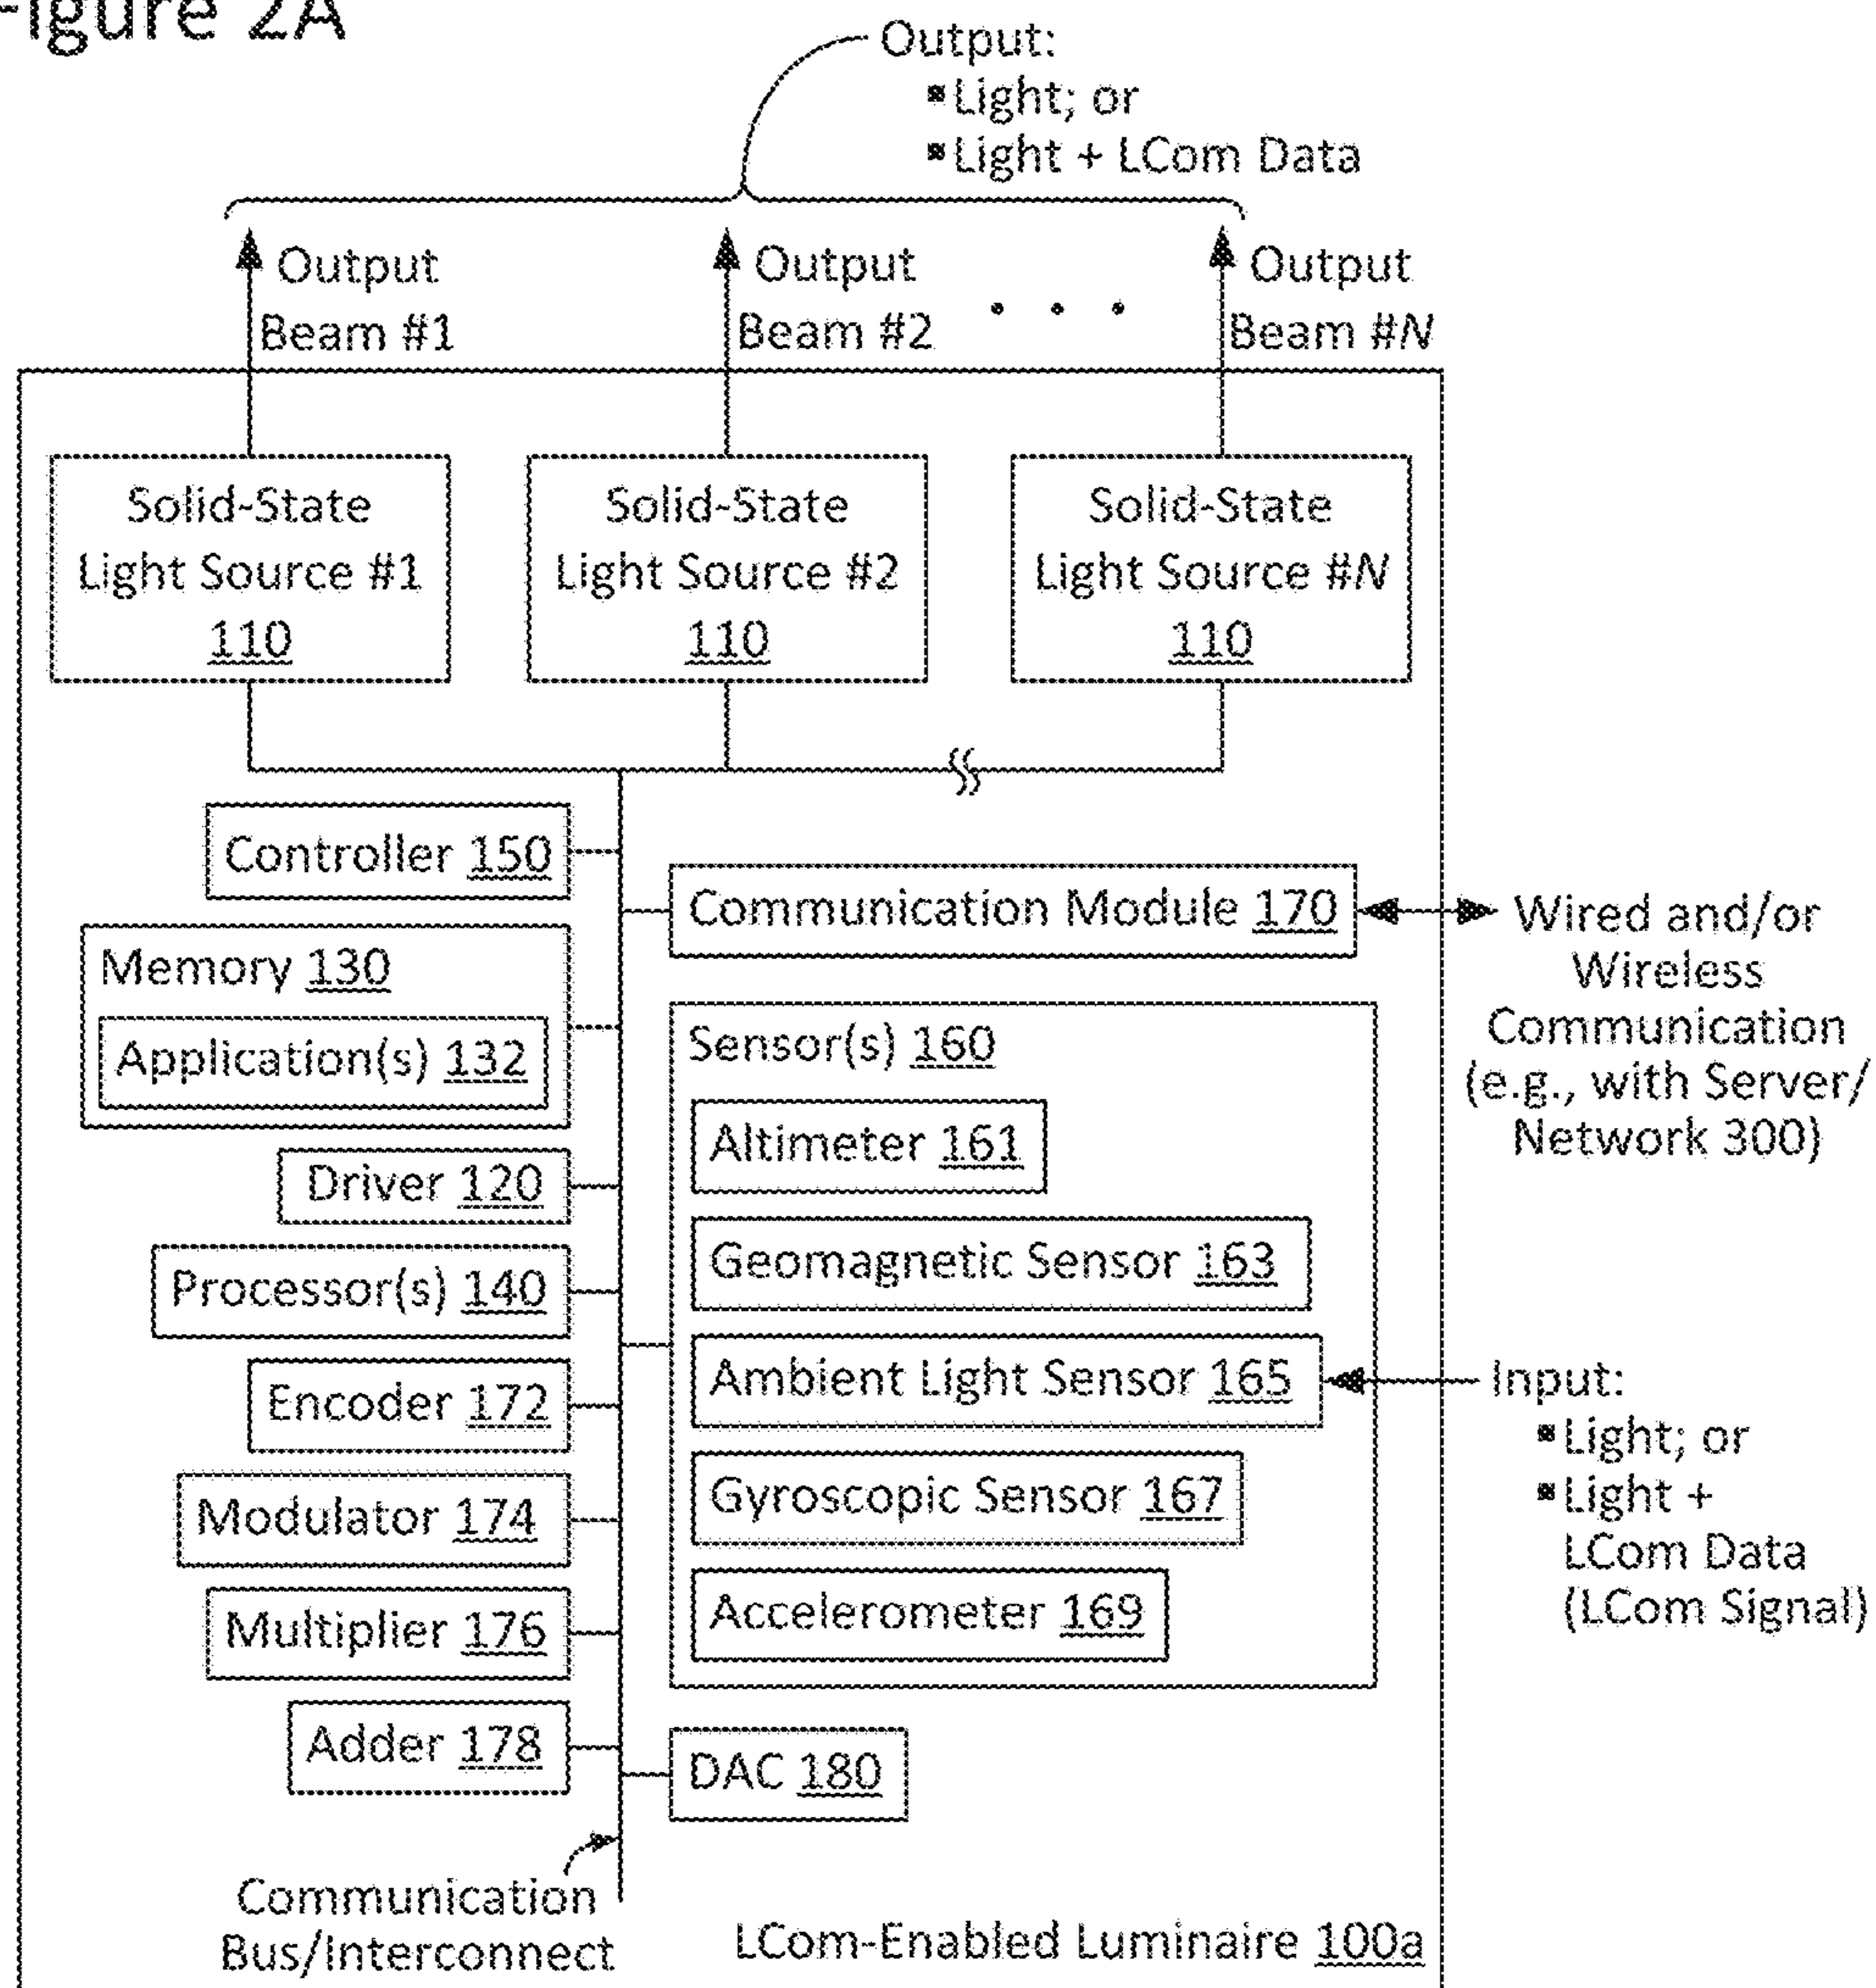 Figure 2A
Output:
▪Light; or
▪Light + LCom Data
Output
Beam #1
Output
Beam #2
. . .
Output
Beam #N
Solid-State
Light Source #1
110
Solid-State
Light Source #2
110
Solid-State
Light Source #N
110
Controller 150
Memory 130
Application(s) 132
Driver 120
Processor(s) 140
Encoder 172
Modulator 174
Multiplier 176
Adder 178
Communication
Bus/Interconnect
Communication Module 170
Wired and/or
Wireless
Communication
(e.g., with Server/
Network 300)
Sensor(s) 160
Altimeter 161
Geomagnetic Sensor 163
Ambient Light Sensor 165
Gyroscopic Sensor 167
Accelerometer 169
Input:
▪Light; or
▪Light +
LCom Data
(LCom Signal)
DAC 180
LCom-Enabled Luminaire 100a